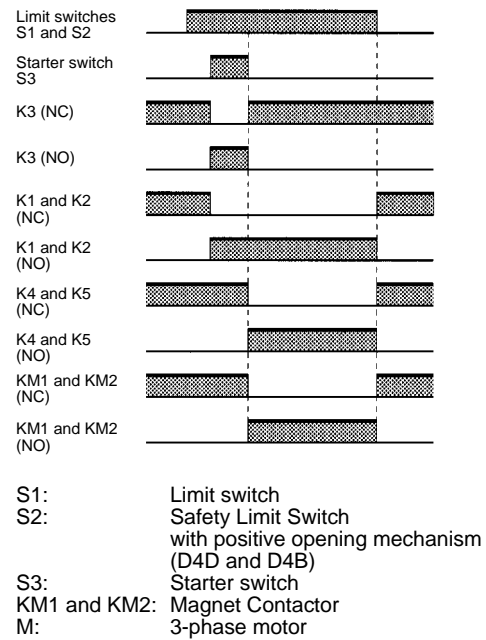 Limit switches
S1 and S2
Starter switch
S3
K3 (NC)
K3 (NO)
K1 and K2
(NC)
K1 and K2
(NO)
K4 and K5
(NC)
K4 and K5
(NO)
KM1 and KM2
(NC)
KM1 and KM2
(NO)
S1: Limit switch
S2: Safety Limit Switch
with positive opening mechanism
(D4D and D4B)
S3: Starter switch
KM1 and KM2: Magnet Contactor
M: 3-phase motor